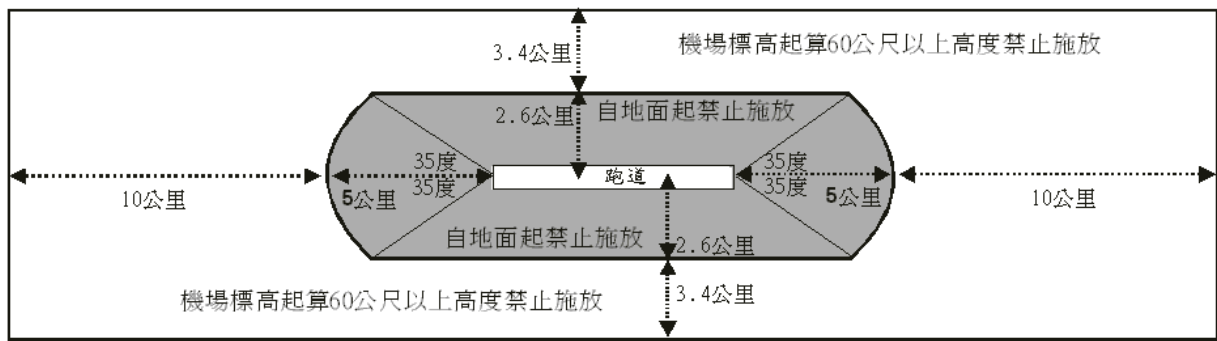 3.4公里
機場標高起算60公尺以上高度禁止施放
2.6公里
自地面起禁止施放
35度
35度
跑道
35度
35度
10公里
5公里
5公里
10公里
自地面起禁止施放
2.6公里
機場標高起算60公尺以上高度禁止施放
3.4公里